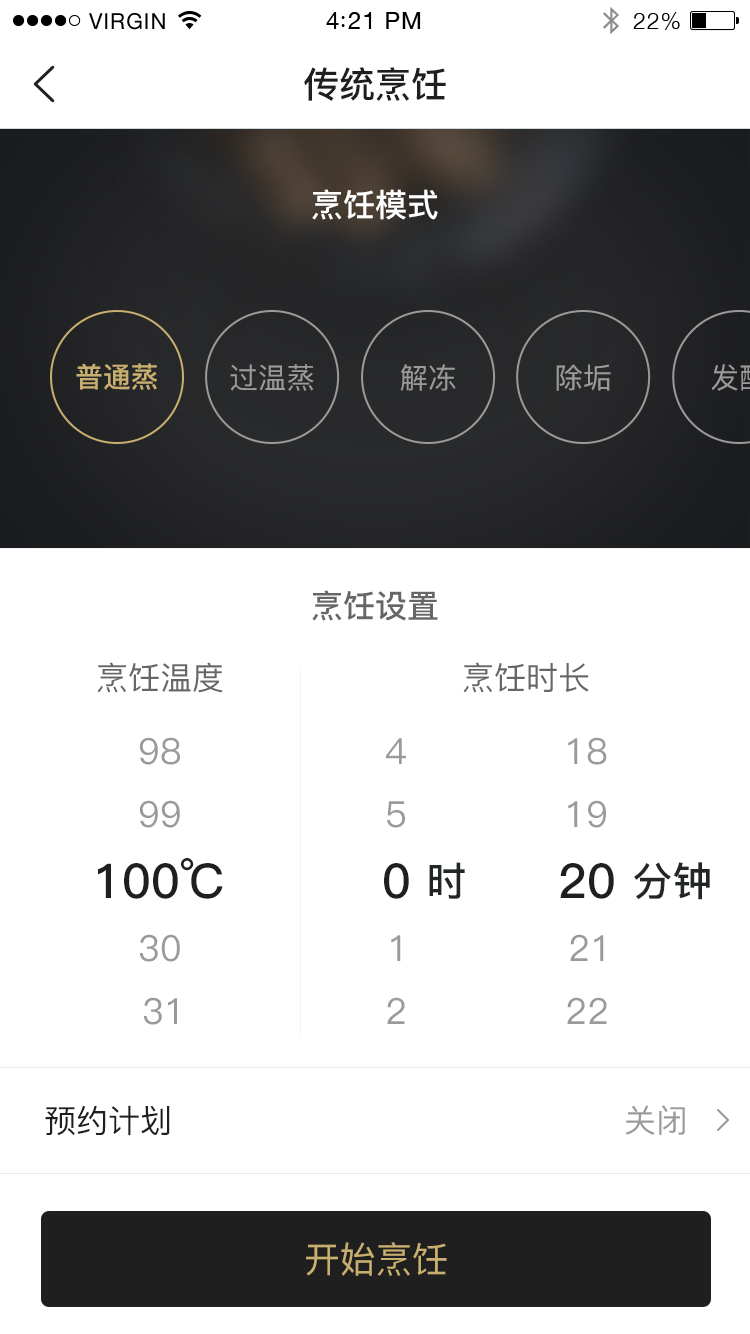 VIRGIN 4:21 PM 22%
传统烹饪
烹饪模式
普通蒸 过温蒸 解冻 除垢 发
烹饪设置
烹饪温度 烹饪时长
98 4 18
99 5 19
100℃ 0 时 20 分钟
30 1 21
31 2 22
预约计划 关闭
开始烹饪